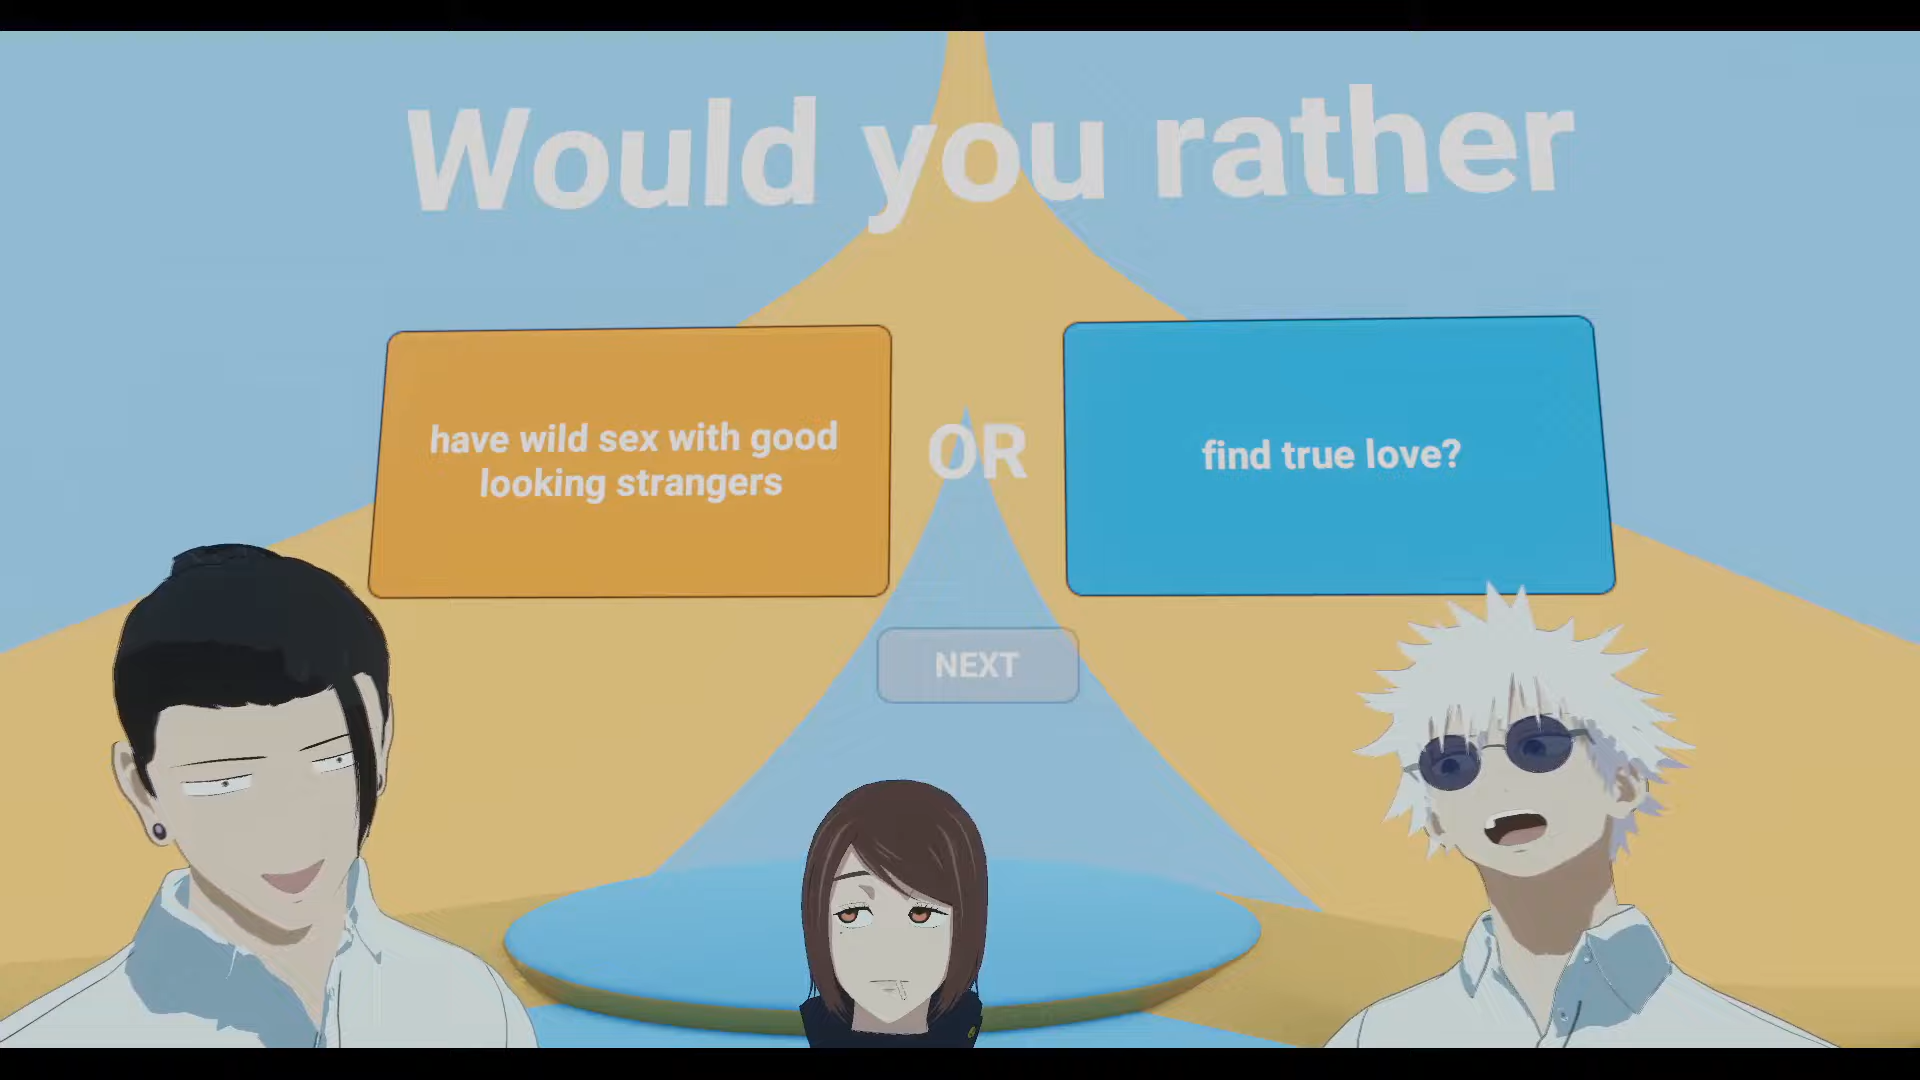 Would you rather
have wild sex with good
looking strangers
OR
find true love?
NEXT